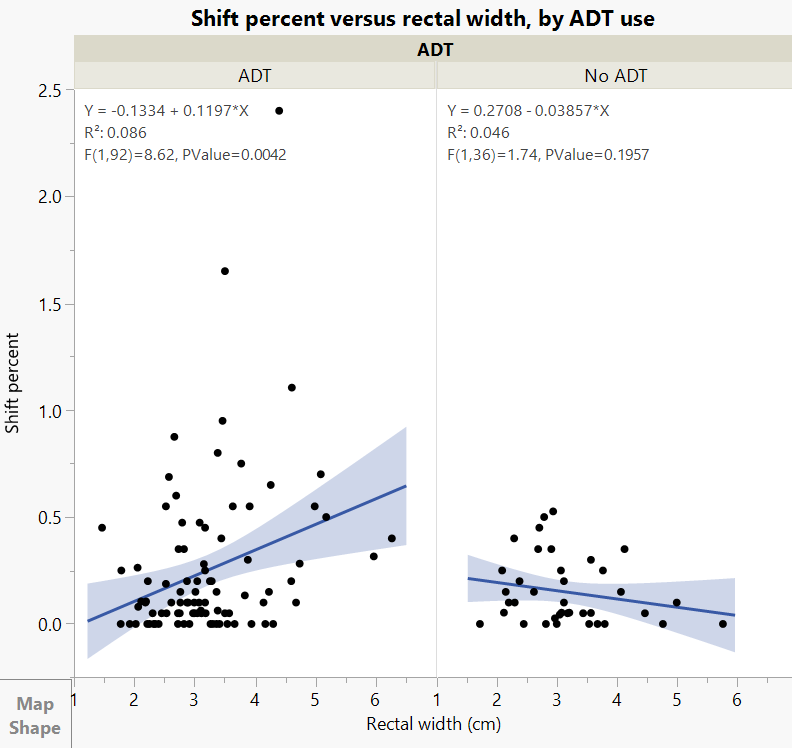 Shift percent versus rectal width, by ADT use
ADT
ADT No ADT
Y = -0.1334 + 0.1197*X
R²: 0.086
F(1,92)=8.62, PValue=0.0042
Y = 0.2708 - 0.03857*X
R²: 0.046
F(1,36)=1.74, PValue=0.1957
2.5
2.0
1.5
1.0
0.5
0.0
Shift percent
1 2 3 4 5 6 1 2 3 4 5 6
Rectal width (cm)
Map
Shape